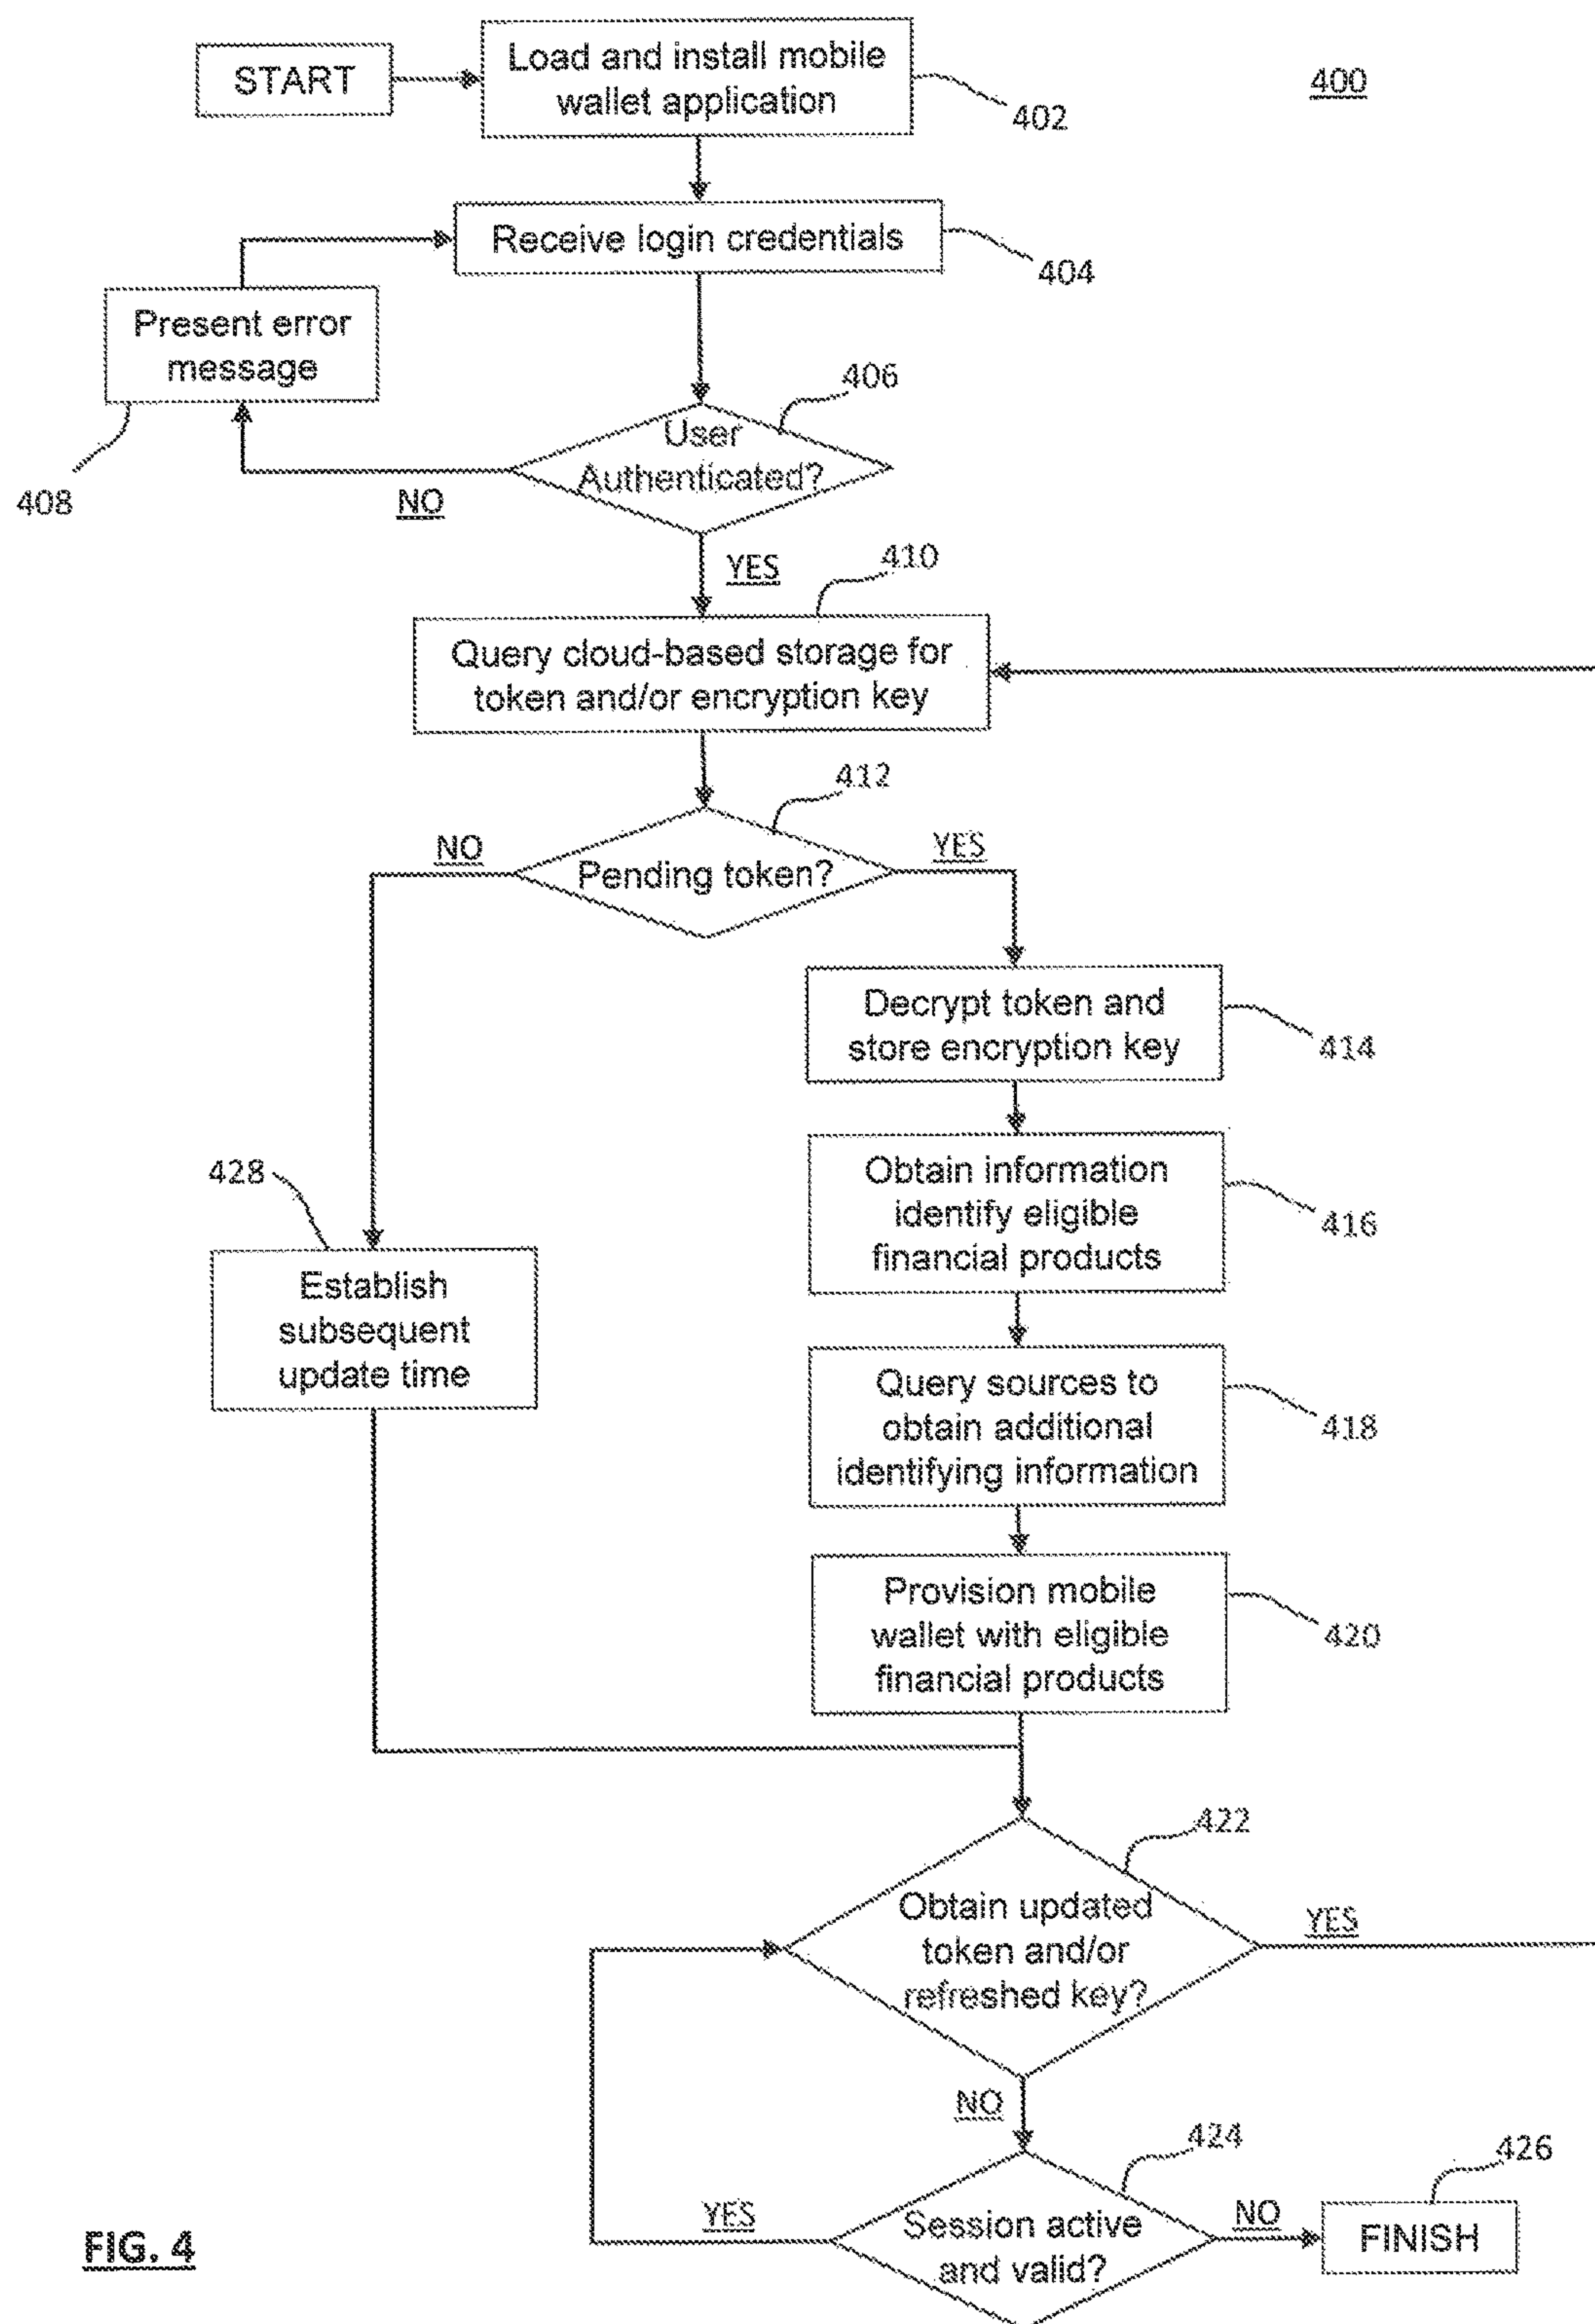 START
Load and install mobile
wallet application
400
402
Receive login credentials
404
Present error
message
406
User
Authenticated?
408
NO
YES
410
Query cloud-based storage for
token and/or encryption key
412
NO
YES
Pending token?
Decrypt token and
store encryption key
414
Obtain information
identify eligible
financial products
416
428
Establish
subsequent
update time
Query sources to
obtain additional
identifying information
418
Provision mobile
wallet with eligible
financial products
420
422
Obtain updated
token and/or
refreshed key?
YES
NO
424
426
YES
Session active
and valid?
NO
FINISH
FIG. 4